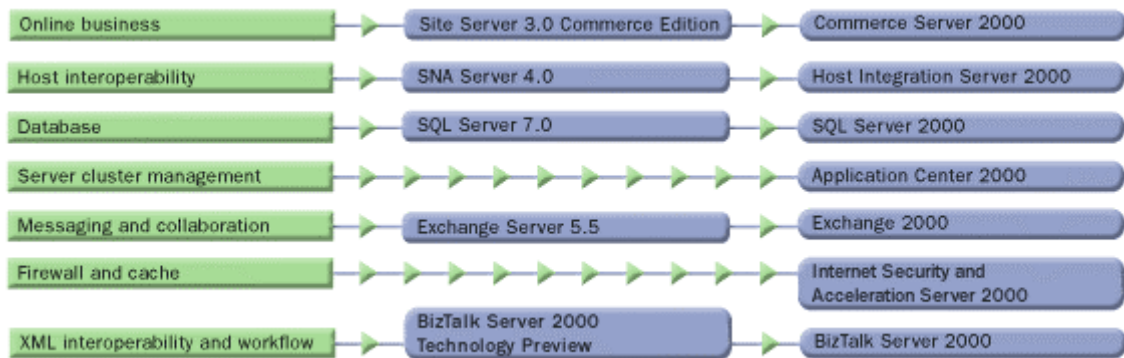 Online business
Site Server 3.0 Commerce Edition
Commerce Server 2000
Host interoperability
SNA Server 4.0
Host Integration Server 2000
Database
SQL Server 7.0
SQL Server 2000
Server cluster management
Application Center 2000
Messaging and collaboration
Exchange Server 5.5
Exchange 2000
Firewall and cache
Internet Security and
Acceleration Server 2000
XML interoperability and workflow
BizTalk Server 2000
Technology Preview
BizTalk Server 2000